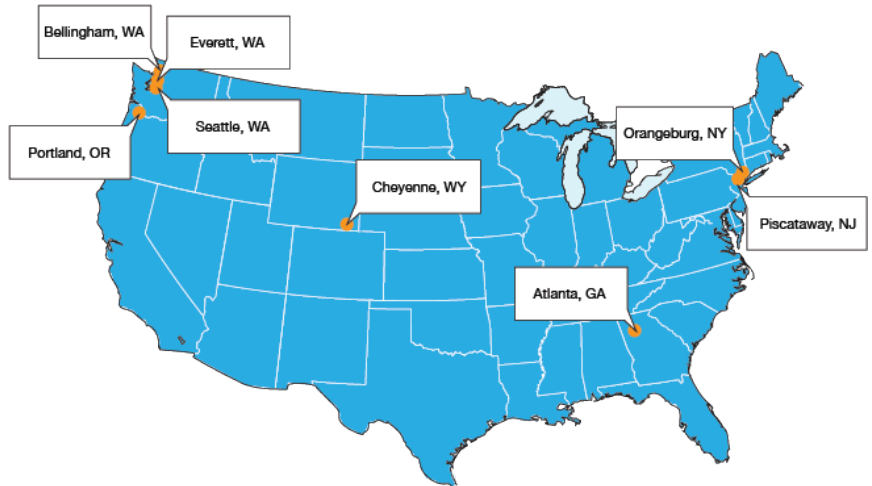 Bellingham, WA
Everett, WA
Seattle, WA
Portland, OR
Cheyenne, WY
Orangeburg, NY
Piscataway, NJ
Atlanta, GA